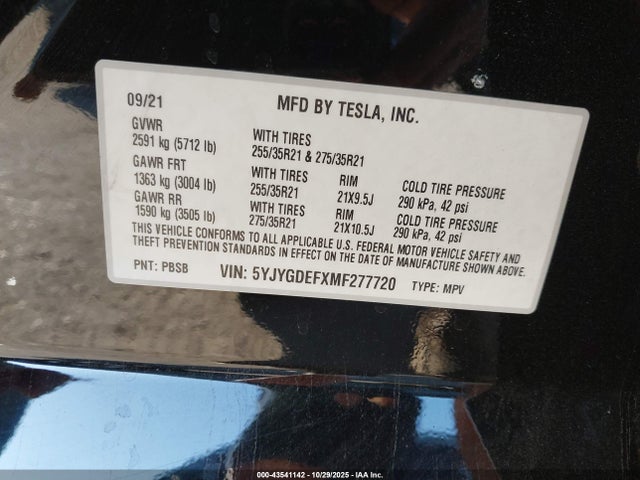 09/21 MFD BY TESLA, INC.
GVWR
2591 kg (5712 lb) WITH TIRES
255/35R21 & 275/35R21
GAWR FRT WITH TIRES RIM COLD TIRE PRESSURE
1363 kg (3004 lb) 255/35R21 21X9.5J 290 kPa, 42 psi
GAWR RR WITH TIRES RIM COLD TIRE PRESSURE
1590 kg (3505 lb) 275/35R21 21X10.5J 290 kPa, 42 psi
THIS VEHICLE CONFORMS TO ALL APPLICABLE U.S. FEDERAL MOTOR VEHICLE SAFETY AND
THEFT PREVENTION STANDARDS IN EFFECT ON THE DATE OF MANUFACTURE SHOWN ABOVE.
PNT: PBSB VIN: 5YJYGDEFXMF277720 TYPE: MPV
000-43541142 - 10/29/2025 - IAA Inc.